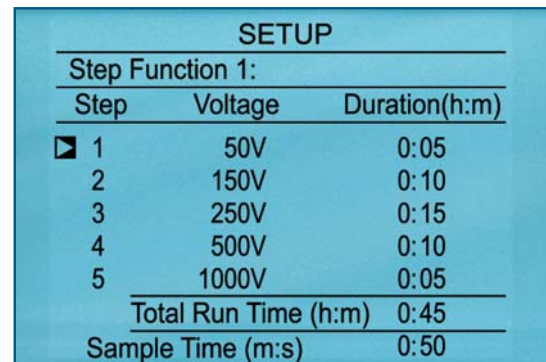 SETUP
Step Function 1:
Step Voltage Duration(h:m)
1 50V 0:05
2 150V 0:10
3 250V 0:15
4 500V 0:10
5 1000V 0:05
Total Run Time (h:m) 0:45
Sample Time (m:s) 0:50